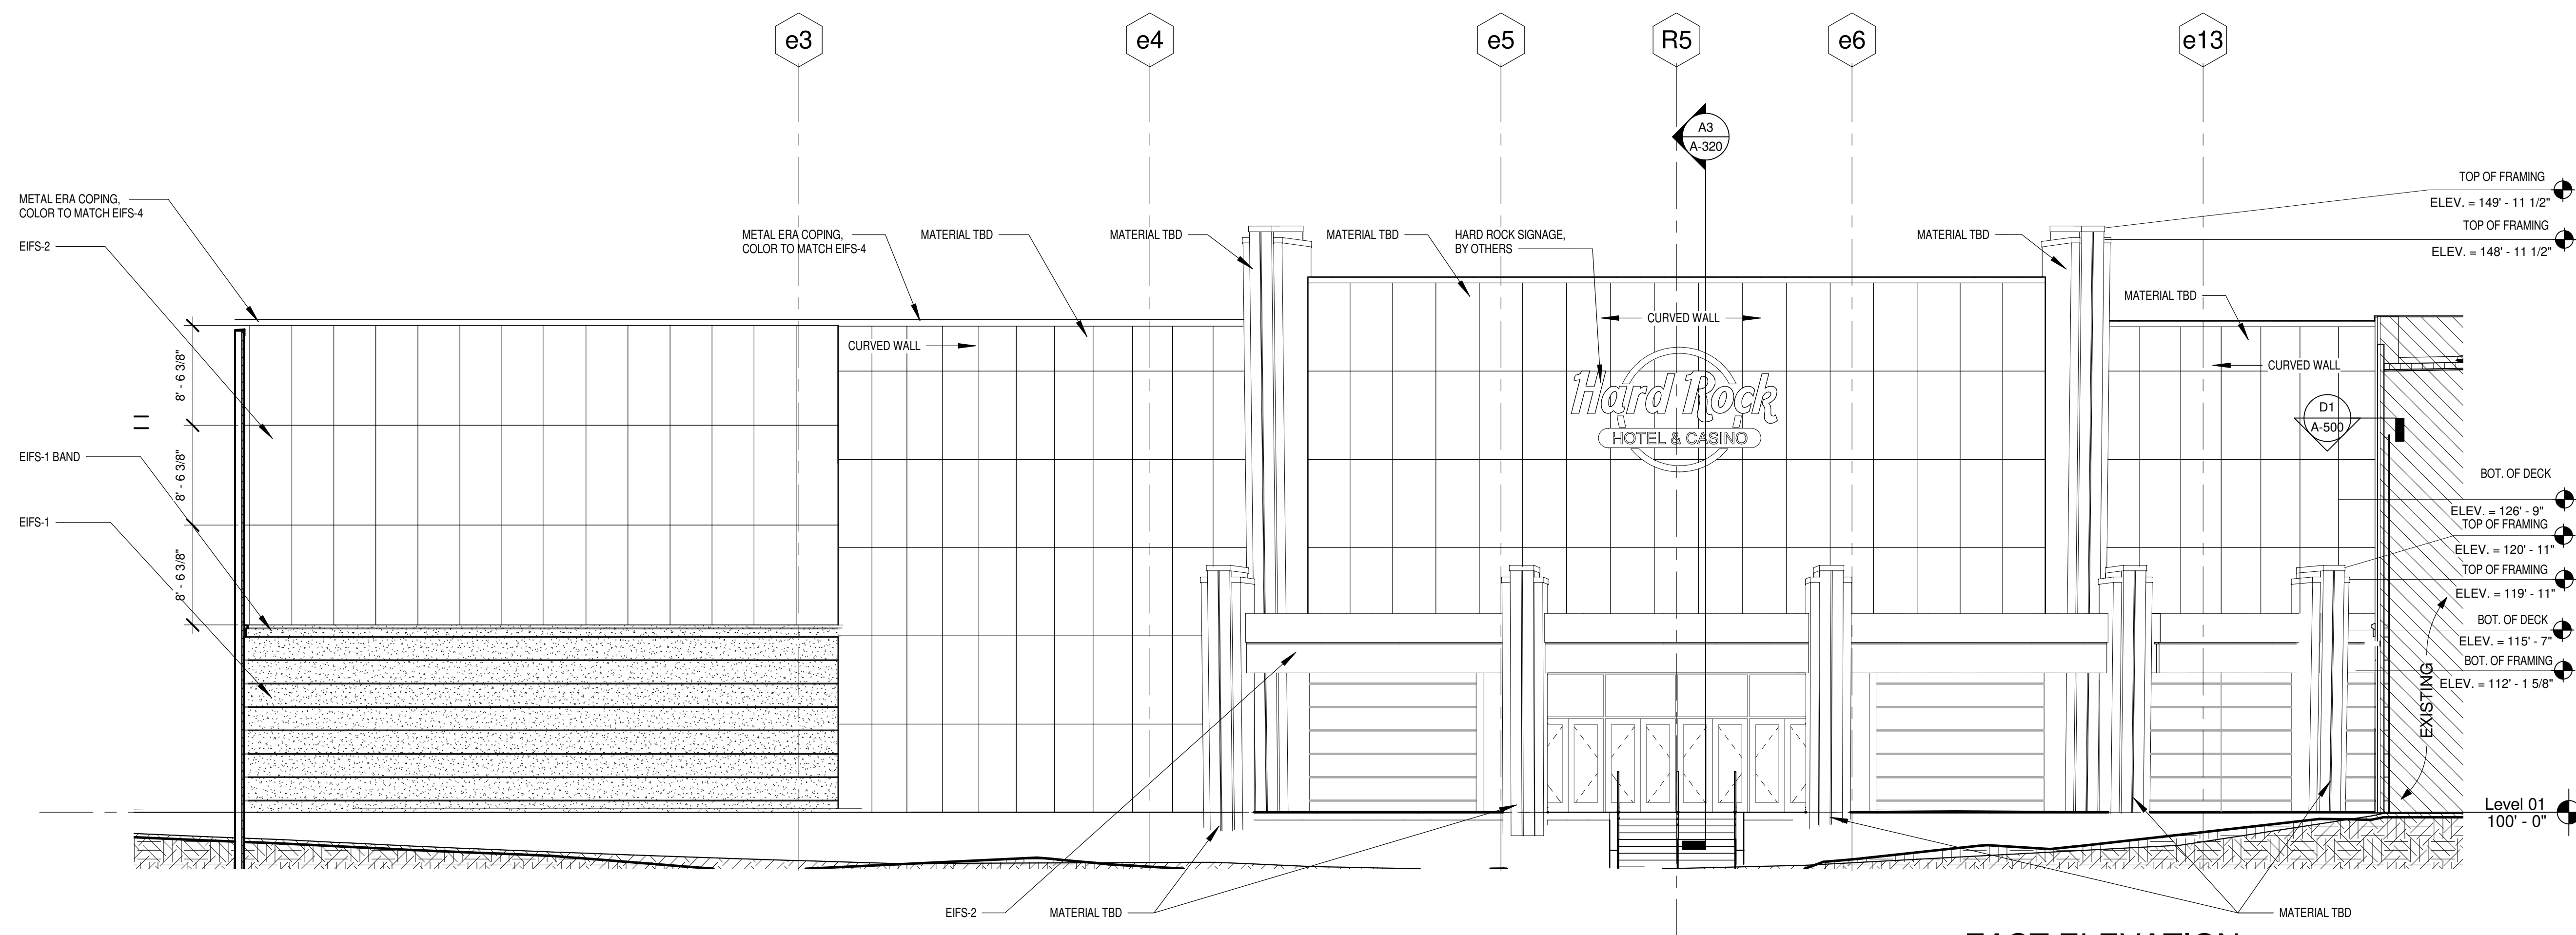 e3
e4
e5
R5
e6
e13
A3
A-320
TOP OF FRAMING
ELEV. = 149' - 11 1/2"
TOP OF FRAMING
ELEV. = 148' - 11 1/2"
METAL ERA COPING,
COLOR TO MATCH EIFS-4
EIFS-2
METAL ERA COPING,
COLOR TO MATCH EIFS-4
MATERIAL TBD
MATERIAL TBD
MATERIAL TBD
HARD ROCK SIGNAGE,
BY OTHERS
MATERIAL TBD
MATERIAL TBD
CURVED WALL
CURVED WALL
CURVED WALL
8' - 6 3/8"
8' - 6 3/8"
8' - 6 3/8"
Hard Rock
HOTEL & CASINO
D1
A-500
EIFS-1 BAND
EIFS-1
BOT. OF DECK
ELEV. = 126' - 9"
TOP OF FRAMING
ELEV. = 120' - 11"
TOP OF FRAMING
ELEV. = 119' - 11"
BOT. OF DECK
ELEV. = 115' - 7"
BOT. OF FRAMING
ELEV. = 112' - 1 5/8"
EXISTING
Level 01
100' - 0"
EIFS-2
MATERIAL TBD
MATERIAL TBD
EAST ELEVATION